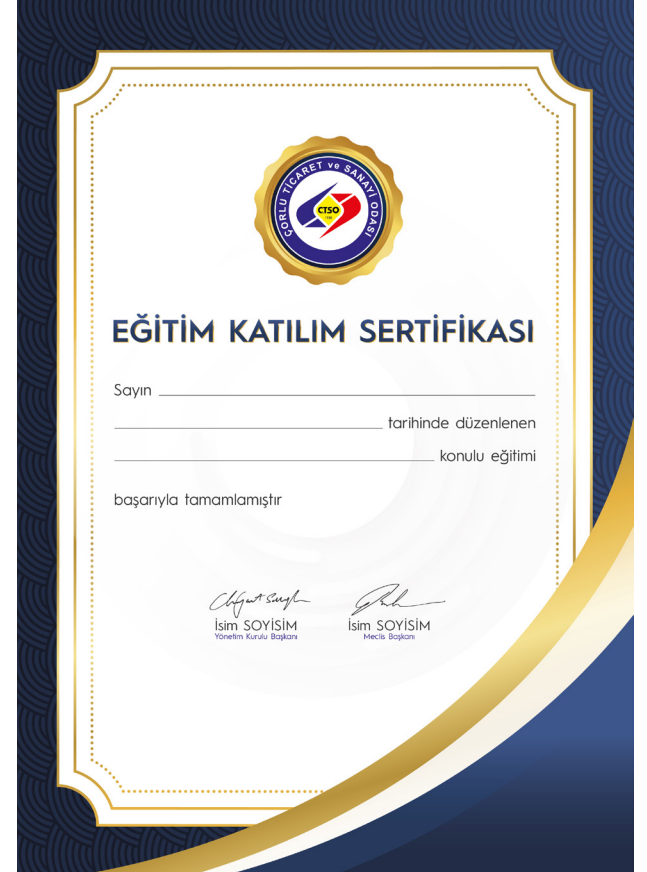 ÇORLU TİCARET ve SANAYİ ODASI
CTSO
EĞİTİM KATILIM SERTİFİKASI
Sayın
tarihinde düzenlenen
konulu eğitimi
başarıyla tamamlamıştır
İsim SOYİSİM İsim SOYİSİM
Yönetim Kurulu Başkanı Meclis Başkanı